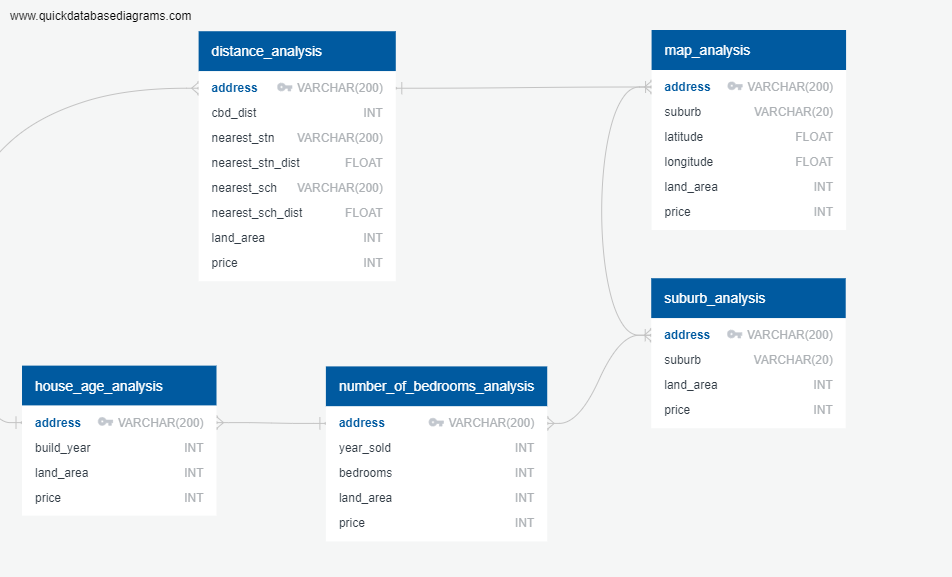 www.quickdatabasediagrams.com
distance_analysis
address VARCHAR(200)
cbd_dist INT
nearest_stn VARCHAR(200)
nearest_stn_dist FLOAT
nearest_sch VARCHAR(200)
nearest_sch_dist FLOAT
land_area INT
price INT
map_analysis
address VARCHAR(200)
suburb VARCHAR(20)
latitude FLOAT
longitude FLOAT
land_area INT
price INT
suburb_analysis
address VARCHAR(200)
suburb VARCHAR(20)
land_area INT
price INT
house_age_analysis
address VARCHAR(200)
build_year INT
land_area INT
price INT
number_of_bedrooms_analysis
address VARCHAR(200)
year_sold INT
bedrooms INT
land_area INT
price INT